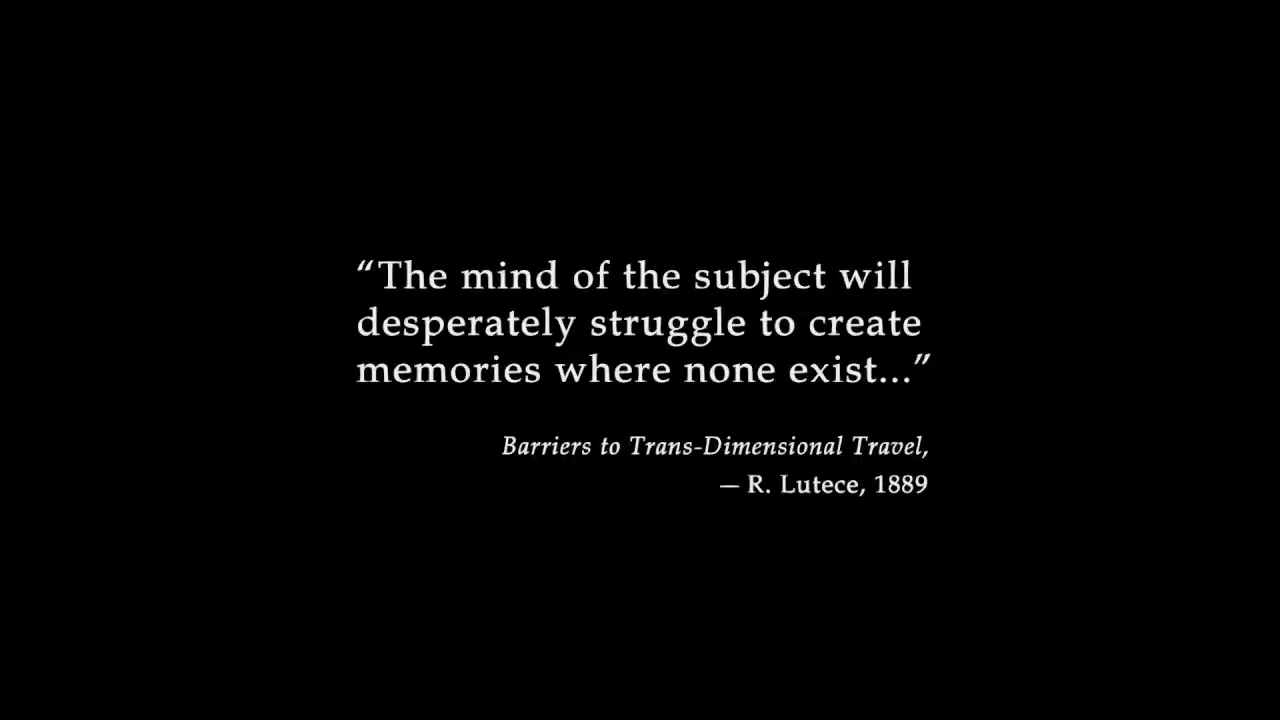 “The mind of the subject will
desperately struggle to create
memories where none exist...”
Barriers to Trans-Dimensional Travel,
— R. Lutece, 1889